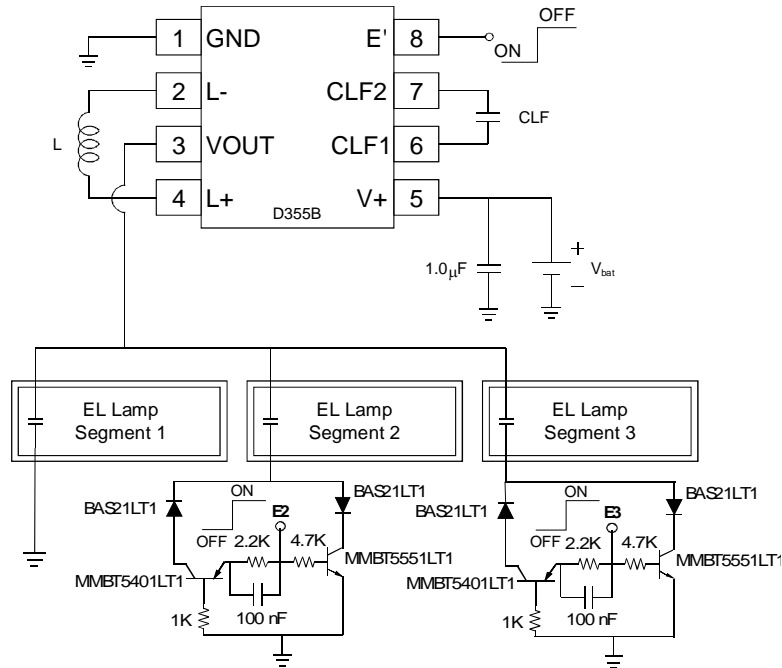 OFF
1 GND E' 8
ON
2 L- CLF2 7
CLF
L
3 VOUT CLF1 6
4 L+ V+ 5
D355B
1.0µF
+
Vbat
−
EL Lamp
Segment 1
EL Lamp
Segment 2
EL Lamp
Segment 3
BAS21LT1
ON
E2
BAS21LT1
OFF
2.2K
4.7K
MMBT5401LT1
MMBT5551LT1
1K
100 nF
BAS21LT1
ON
E3
BAS21LT1
OFF
2.2K
4.7K
MMBT5401LT1
MMBT5551LT1
1K
100 nF